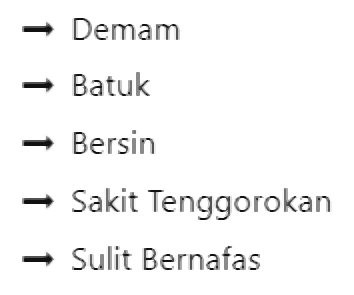 ➞ Demam
➞ Batuk
➞ Bersin
➞ Sakit Tenggorokan
➞ Sulit Bernafas